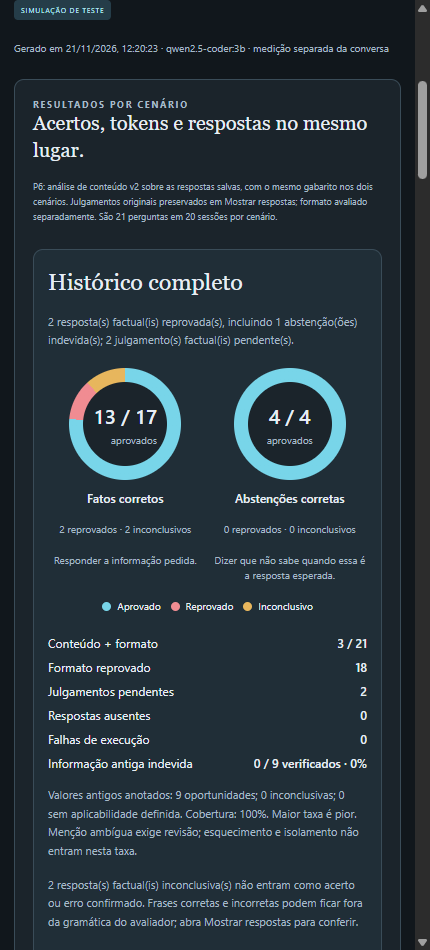 SIMULAÇÃO DE TESTE
Gerado em 21/11/2026, 12:20:23 · qwen2.5-coder:3b · medição separada da conversa
RESULTADOS POR CENÁRIO
Acertos, tokens e respostas no mesmo
lugar.
P6: análise de conteúdo v2 sobre as respostas salvas, com o mesmo gabarito nos dois
cenários. Julgamentos originais preservados em Mostrar respostas; formato avaliado
separadamente. São 21 perguntas em 20 sessões por cenário.
Histórico completo
2 resposta(s) factual(is) reprovada(s), incluindo 1 abstenção(ões)
indevida(s); 2 julgamento(s) factual(is) pendente(s).
13 / 17
aprovados
4 / 4
aprovados
Fatos corretos
Abstenções corretas
2 reprovados · 2 inconclusivos
0 reprovados · 0 inconclusivos
Responder a informação pedida.
Dizer que não sabe quando essa é
a resposta esperada.
Aprovado Reprovado Inconclusivo
Conteúdo + formato 3 / 21
Formato reprovado 18
Julgamentos pendentes 2
Respostas ausentes 0
Falhas de execução 0
Informação antiga indevida 0 / 9 verificados · 0%
Valores antigos anotados: 9 oportunidades; 0 inconclusivas; 0
sem aplicabilidade definida. Cobertura: 100%. Maior taxa é pior.
Menção ambígua exige revisão; esquecimento e isolamento não
entram nesta taxa.
2 resposta(s) factual(is) inconclusiva(s) não entram como acerto
ou erro confirmado. Frases corretas e incorretas podem ficar fora
da gramática do avaliador; abra Mostrar respostas para conferir.